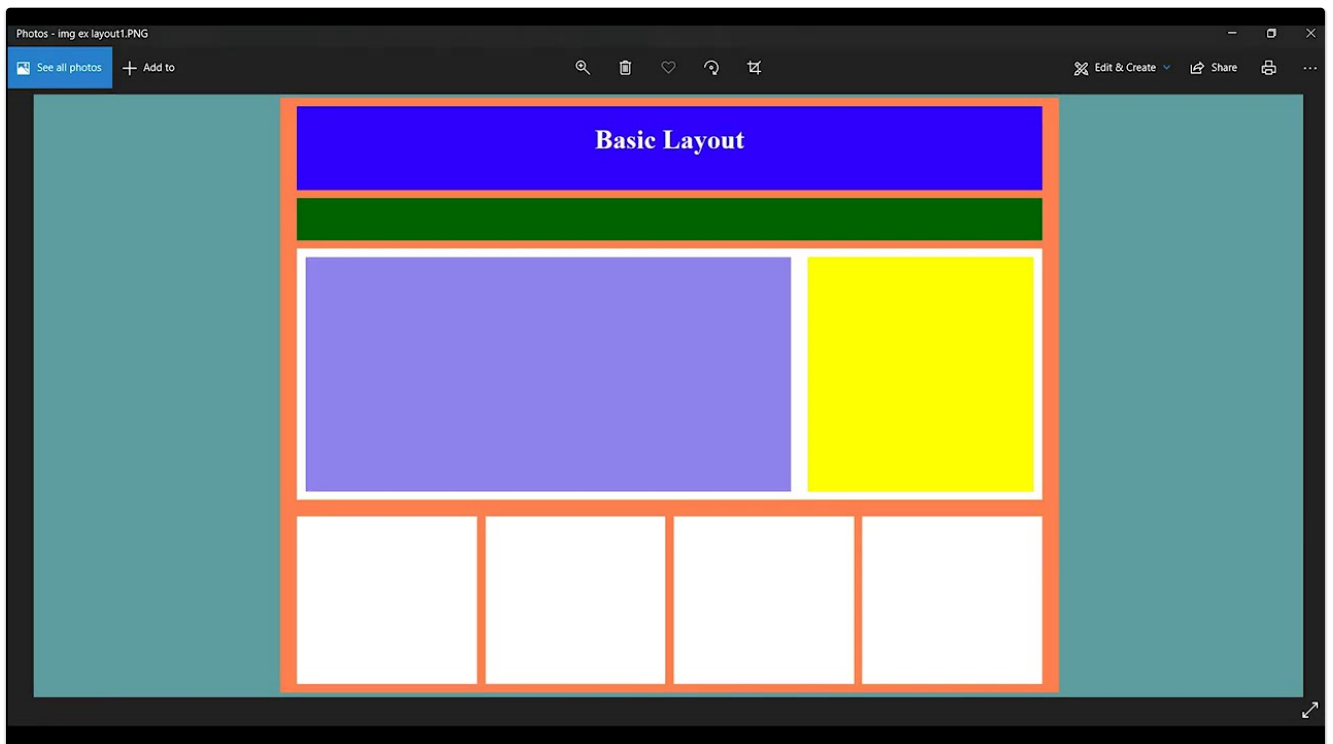 Photos - img ex layout1.PNG
See all photos
Add to
Edit & Create
Share
Basic Layout